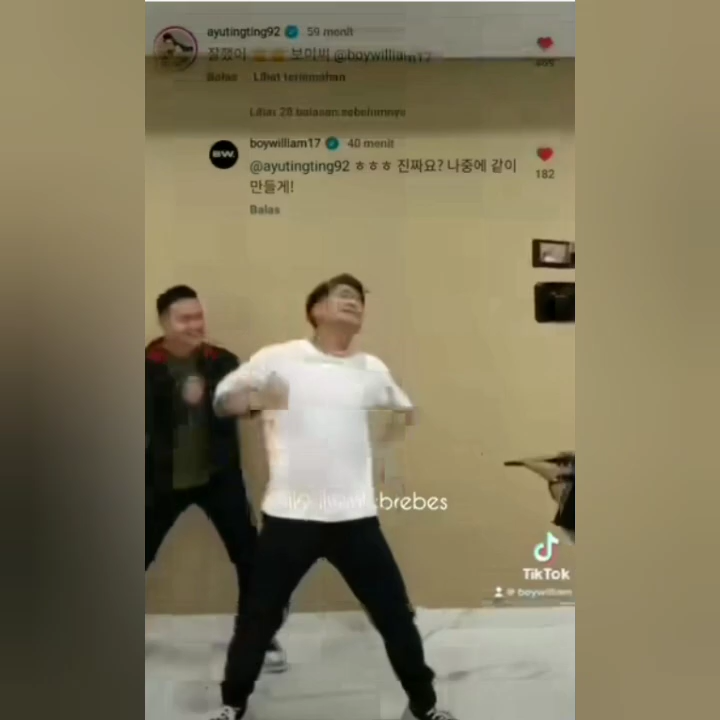 ayutingting92 59 menit
잘했어 보이비 @boywilliam17
405
Balas Lihat terjemahan
Lihat 28 balasan sebelumnya
BW.
boywilliam17 40 menit
@ayutingting92 ㅎㅎㅎ 진짜요? 나중에 같이
만들게!
182
Balas
brebes
TikTok
@boywilliam